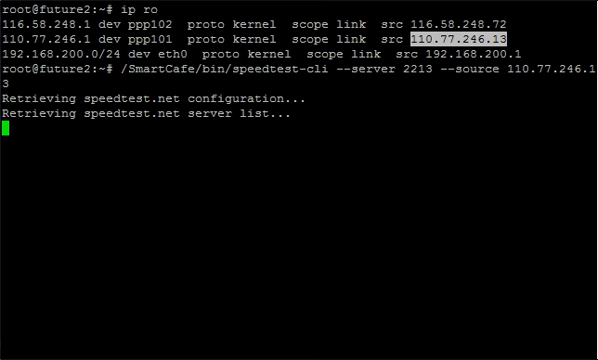 root@future2:~# ip ro
116.58.248.1 dev ppp102  proto kernel  scope link  src 116.58.248.72
110.77.246.1 dev ppp101  proto kernel  scope link  src 110.77.246.13
192.168.200.0/24 dev eth0  proto kernel  scope link  src 192.168.200.1
root@future2:~# /SmartCafe/bin/speedtest-cli --server 2213 --source 110.77.246.1
3
Retrieving speedtest.net configuration...
Retrieving speedtest.net server list...